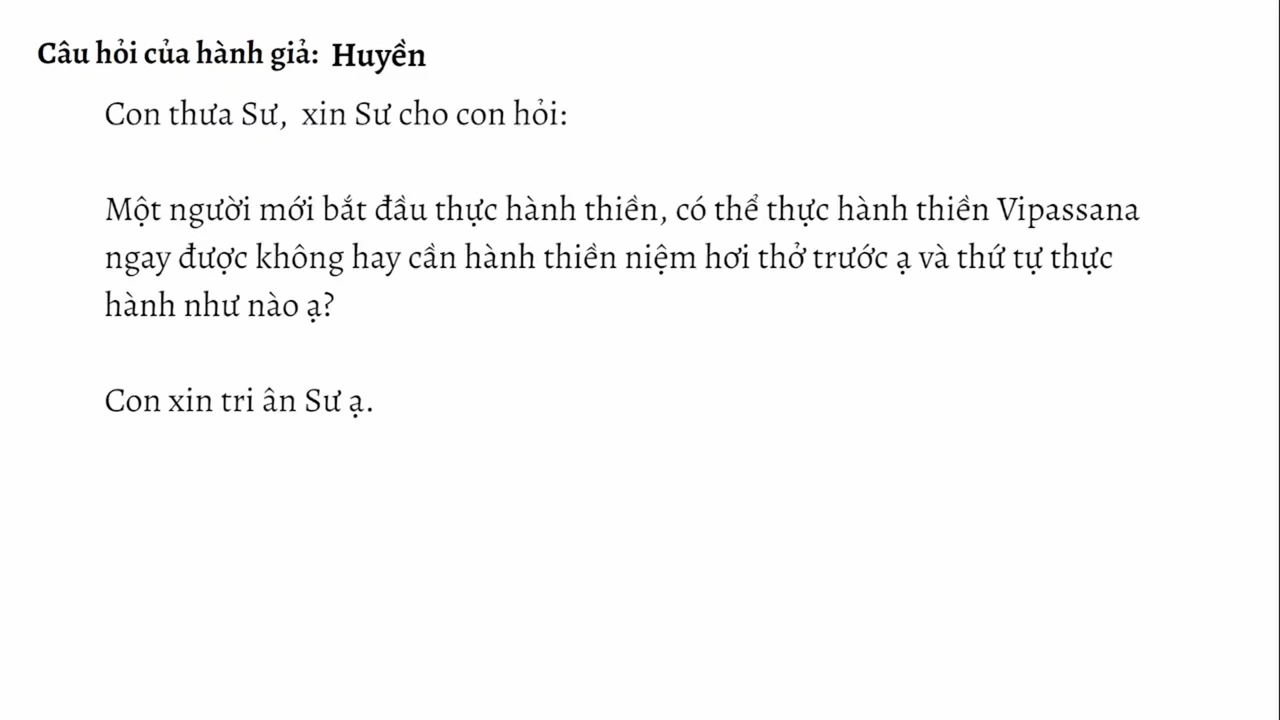 Câu hỏi của hành giả: Huyền
Con thưa Sư, xin Sư cho con hỏi:
Một người mới bắt đầu thực hành thiền, có thể thực hành thiền Vipassana
ngay được không hay cần hành thiền niệm hơi thở trước ạ và thứ tự thực
hành như nào ạ?
Con xin tri ân Sư ạ.